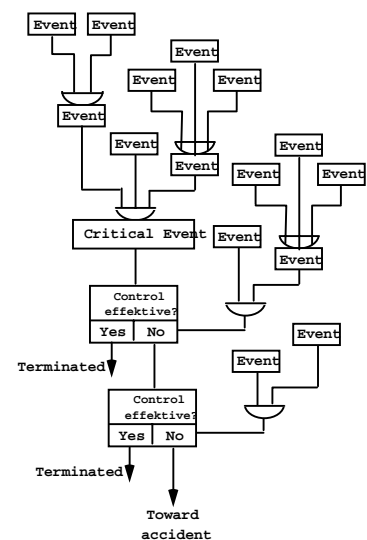 Event Event
Event
Event Event
Event
Event
Event
Event
Event Event
Critical Event
Event
Event
Control
effektive?
Yes No
Terminated
Event
Event
Control
effektive?
Yes No
Terminated
Toward
accident